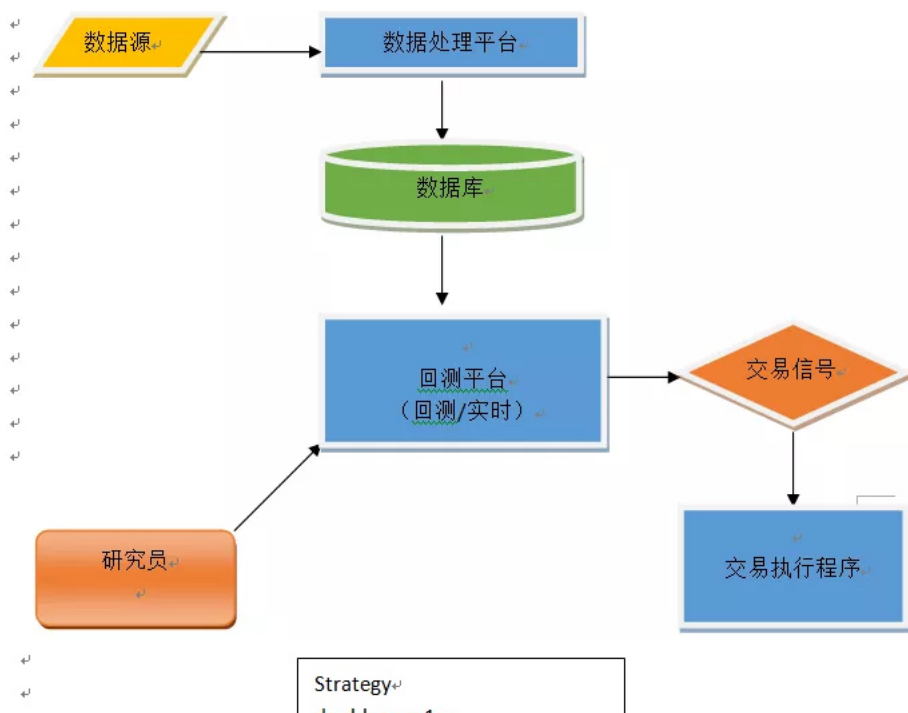 数据源
数据处理平台
数据库
回测平台
（回测/实时）
交易信号
研究员
交易执行程序
Strategy